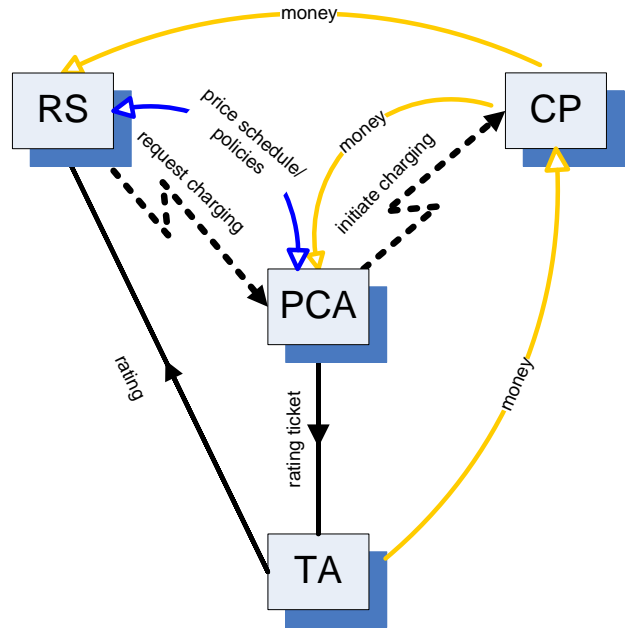 money
RS
CP
price schedule/
policies
money
request charging
initiate charging
PCA
rating
money
rating ticket
TA